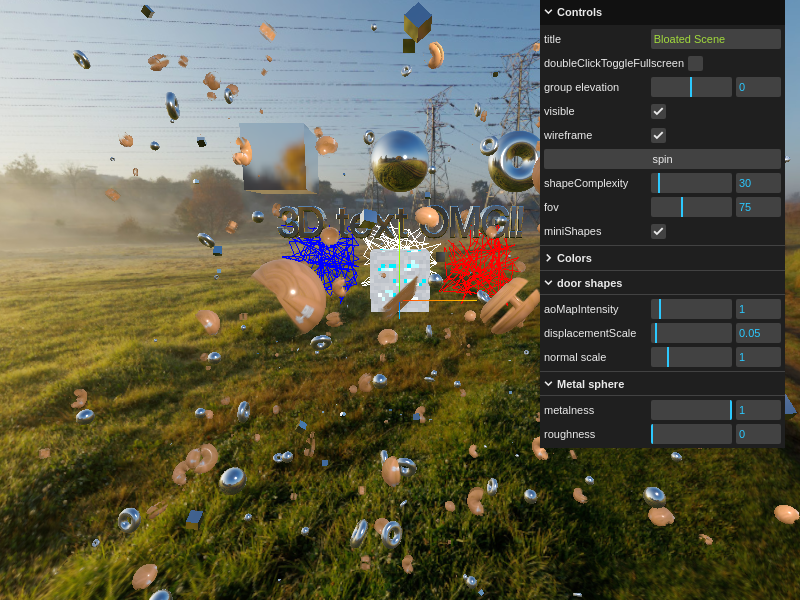 Controls
title Bloated Scene
doubleClickToggleFullscreen
group elevation 0
visible
wireframe
spin
shapeComplexity 30
fov 75
miniShapes
Colors
door shapes
aoMapIntensity 1
displacementScale 0.05
normal scale 1
Metal sphere
metalness 1
roughness 0
3D text